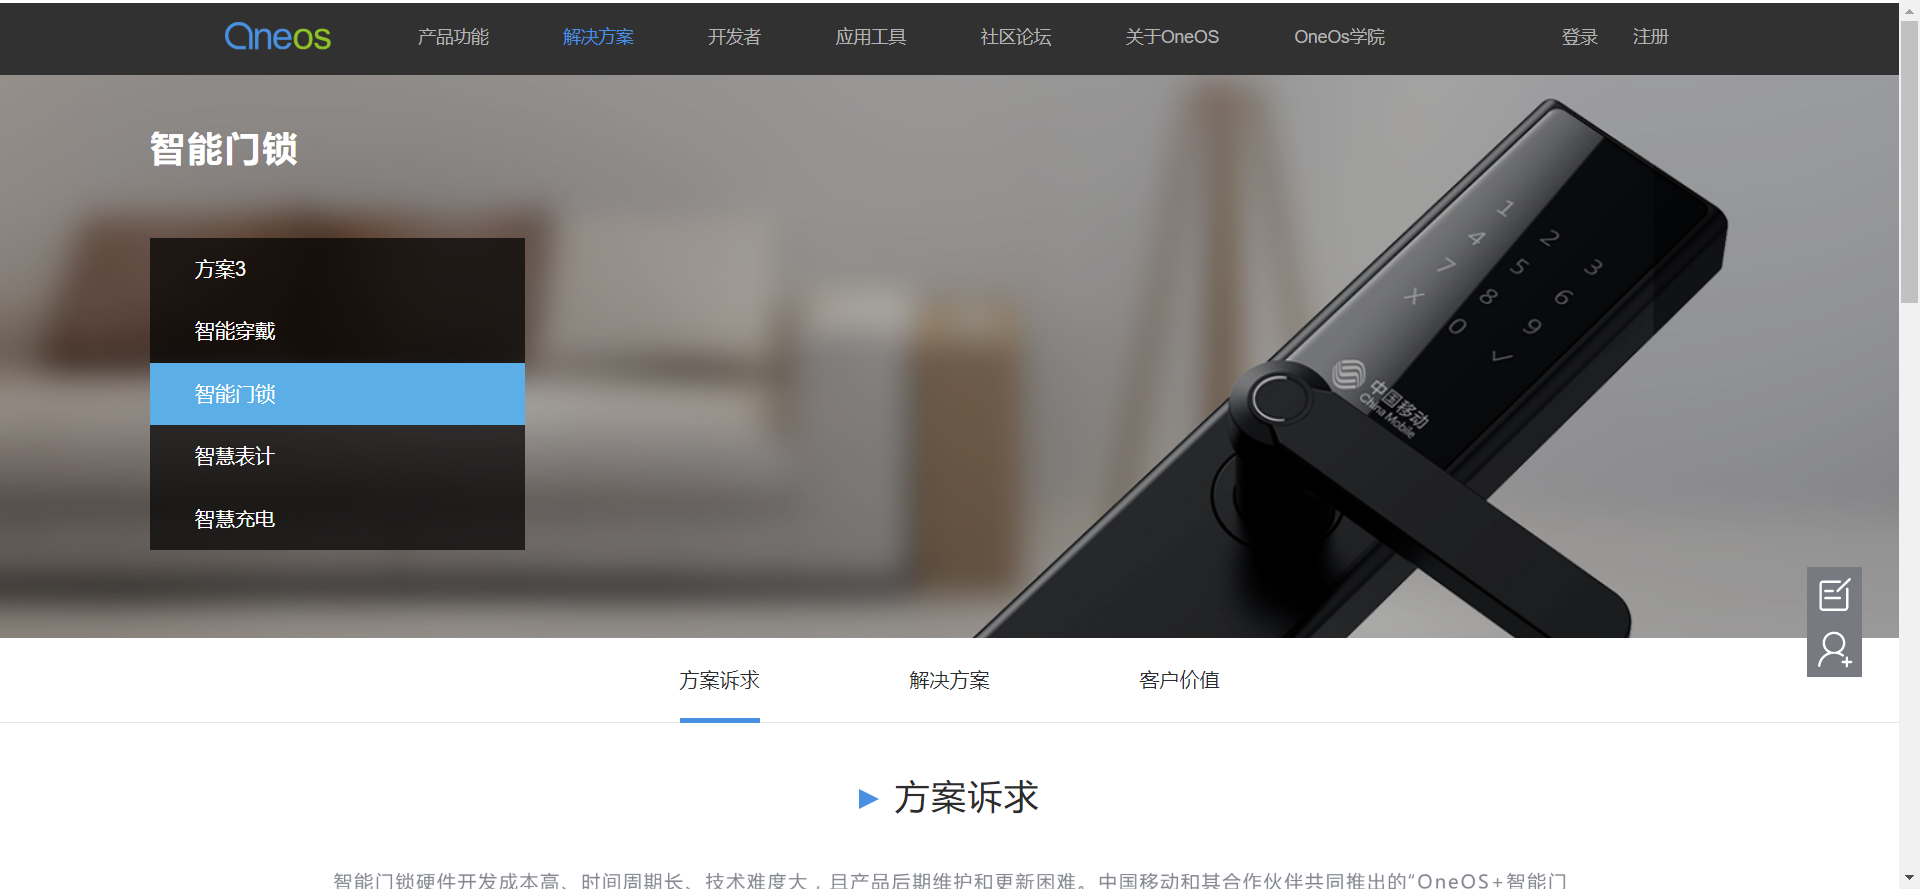 Oneos 产品功能 解决方案 开发者 应用工具 社区论坛 关于OneOS OneOs学院 登录 注册
智能门锁
方案3
智能穿戴
智能门锁
智慧表计
智慧充电
1 2 3
4 5 6
7 8 9
X 0 ✓
中国移动
China Mobile
方案诉求 解决方案 客户价值
方案诉求
智能门锁硬件开发成本高、时间周期长、技术难度大，且产品后期维护和更新困难。中国移动和其合作伙伴共同推出的“OneOS+智能门